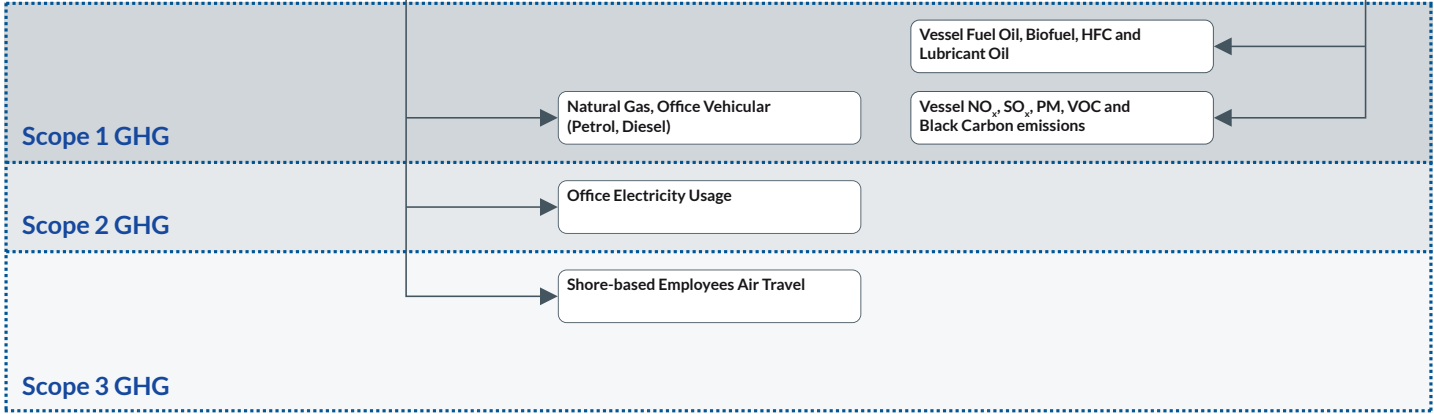 Vessel Fuel Oil, Biofuel, HFC and
Lubricant Oil
Natural Gas, Office Vehicular
(Petrol, Diesel)
Vessel NOₓ, SOₓ, PM, VOC and
Black Carbon emissions
Scope 1 GHG
Office Electricity Usage
Scope 2 GHG
Shore-based Employees Air Travel
Scope 3 GHG